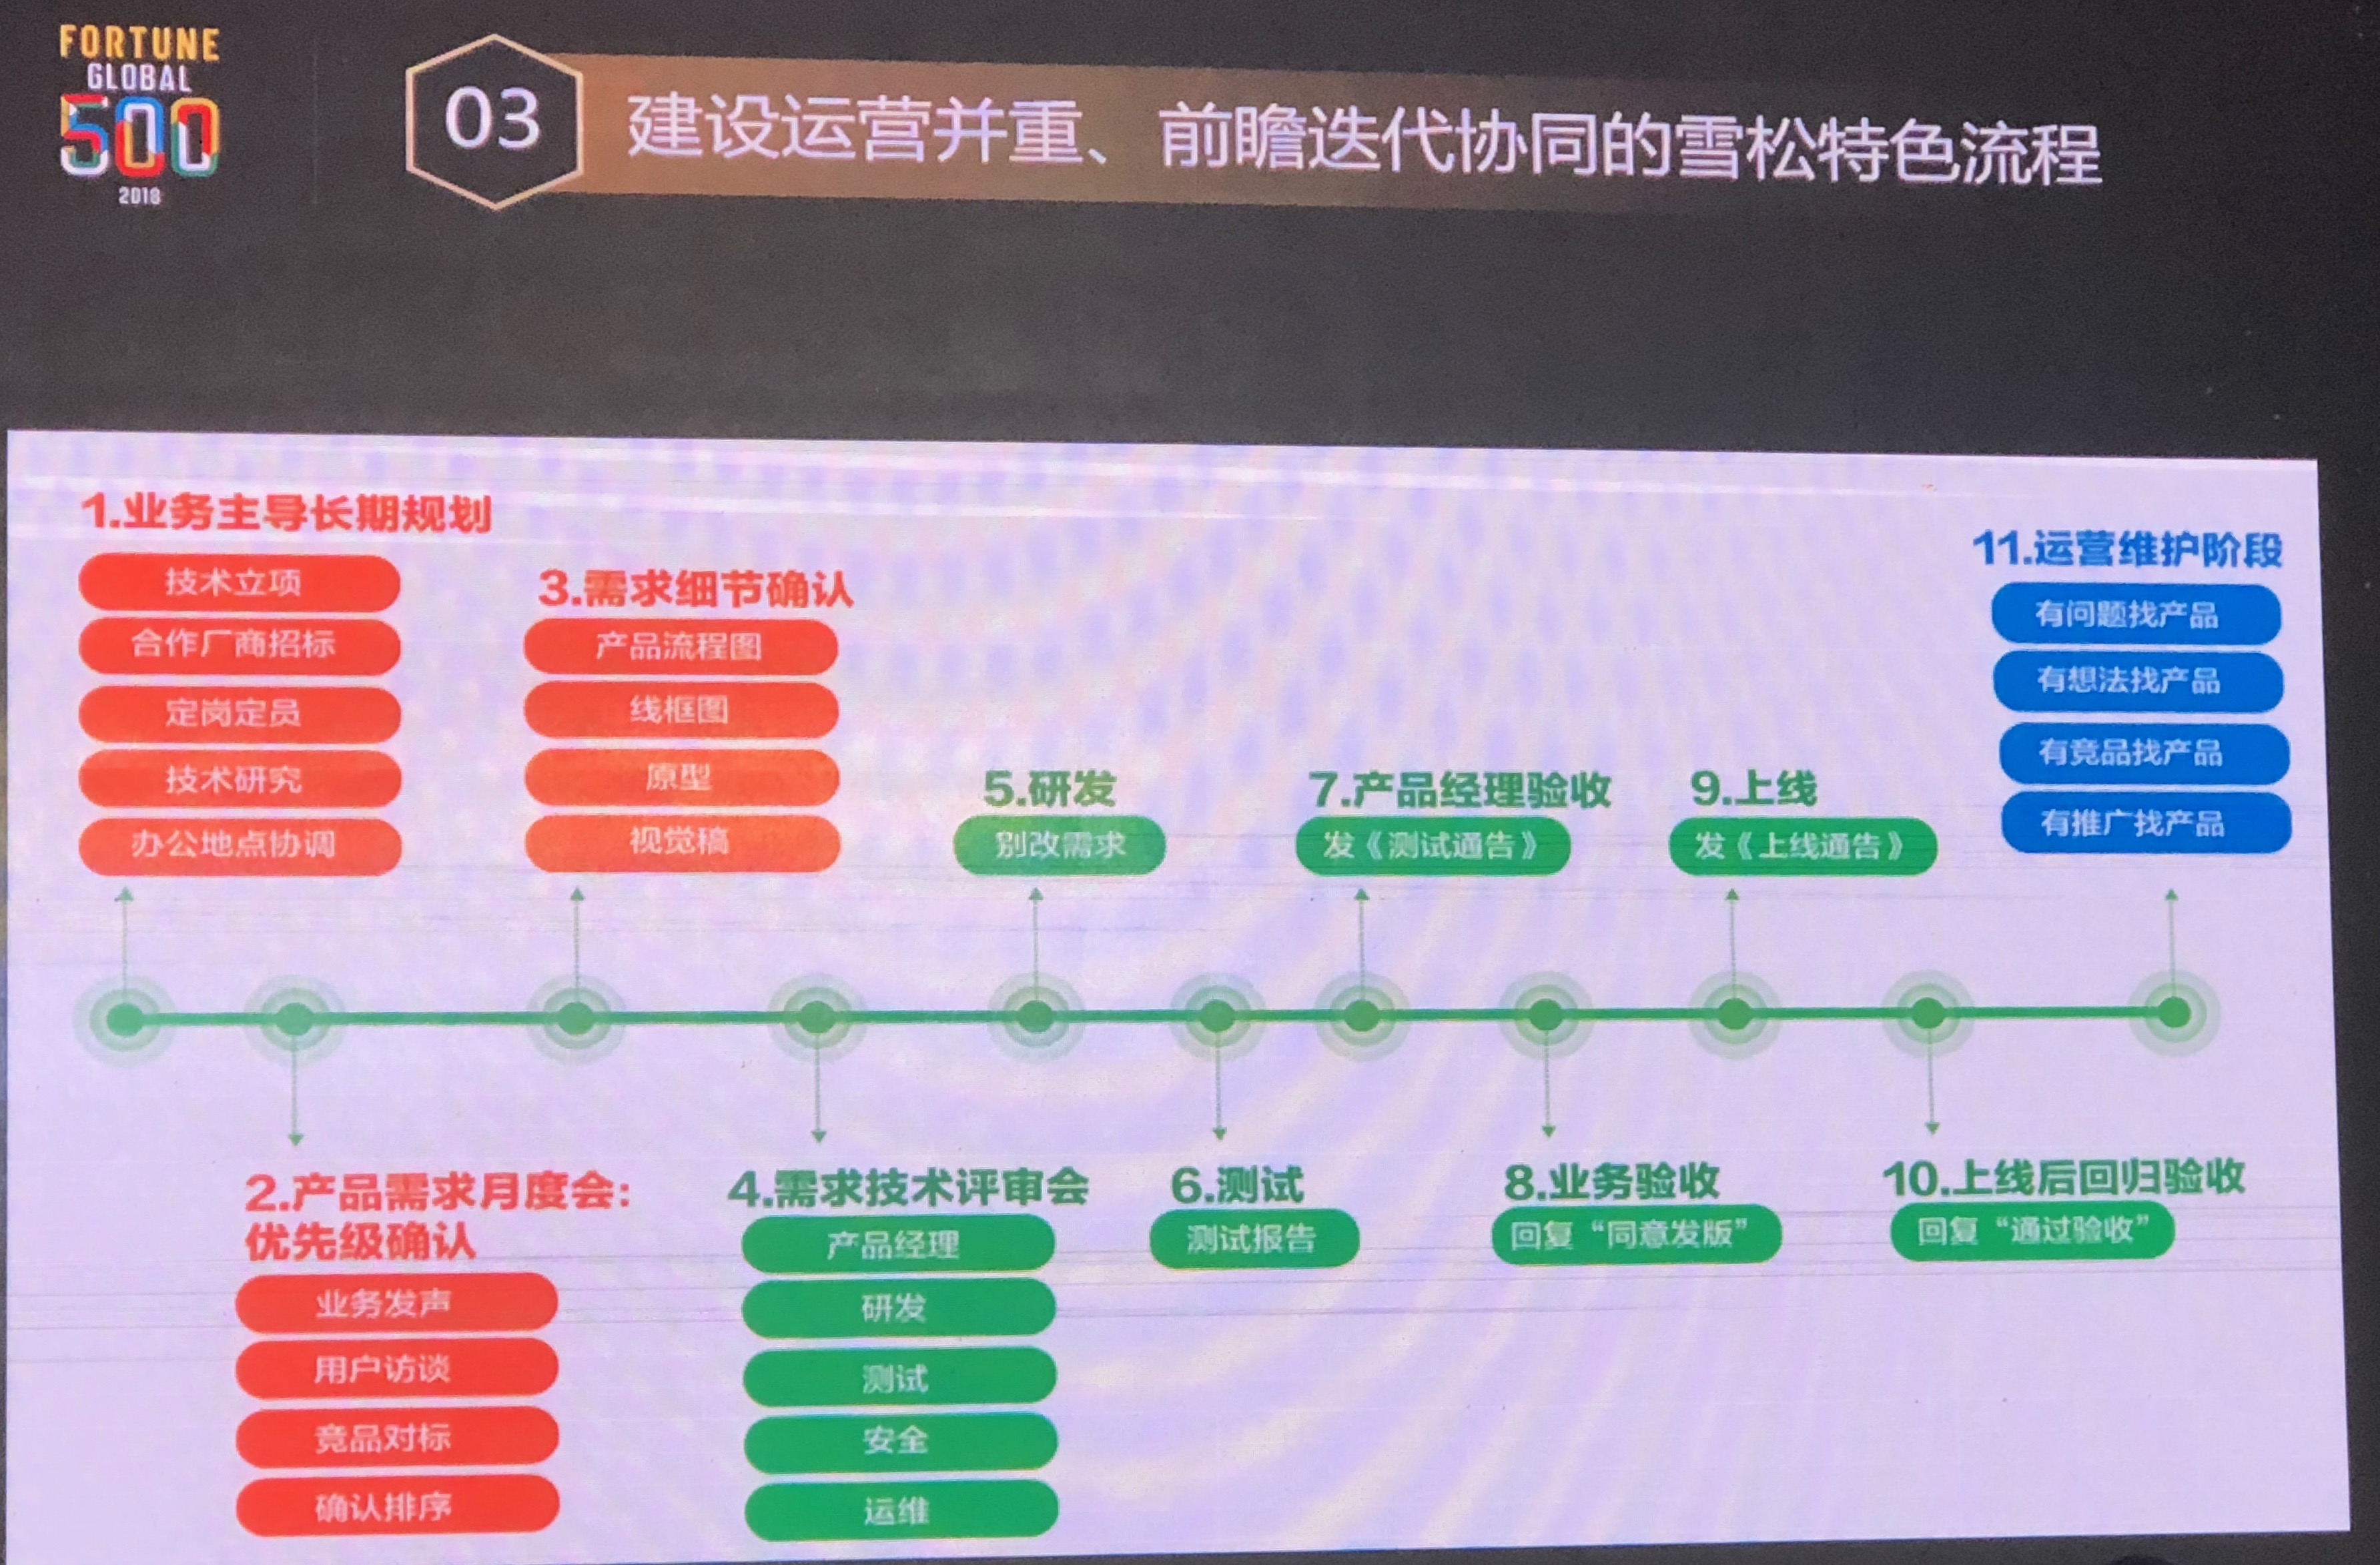 FORTUNE
GLOBAL
500
2018
03
建设运营并重、前瞻迭代协同的雪松特色流程
1.业务主导长期规划
技术立项
合作厂商招标
定岗定员
技术研究
办公地点协调
3.需求细节确认
产品流程图
线框图
原型
视觉稿
5.研发
别改需求
7.产品经理验收
发《测试通告》
9.上线
发《上线通告》
11.运营维护阶段
有问题找产品
有想法找产品
有竞品找产品
有推广找产品
2.产品需求月度会:
优先级确认
业务发声
用户访谈
竞品对标
确认排序
4.需求技术评审会
产品经理
研发
测试
安全
运维
6.测试
测试报告
8.业务验收
回复“同意发版”
10.上线后回归验收
回复“通过验收”